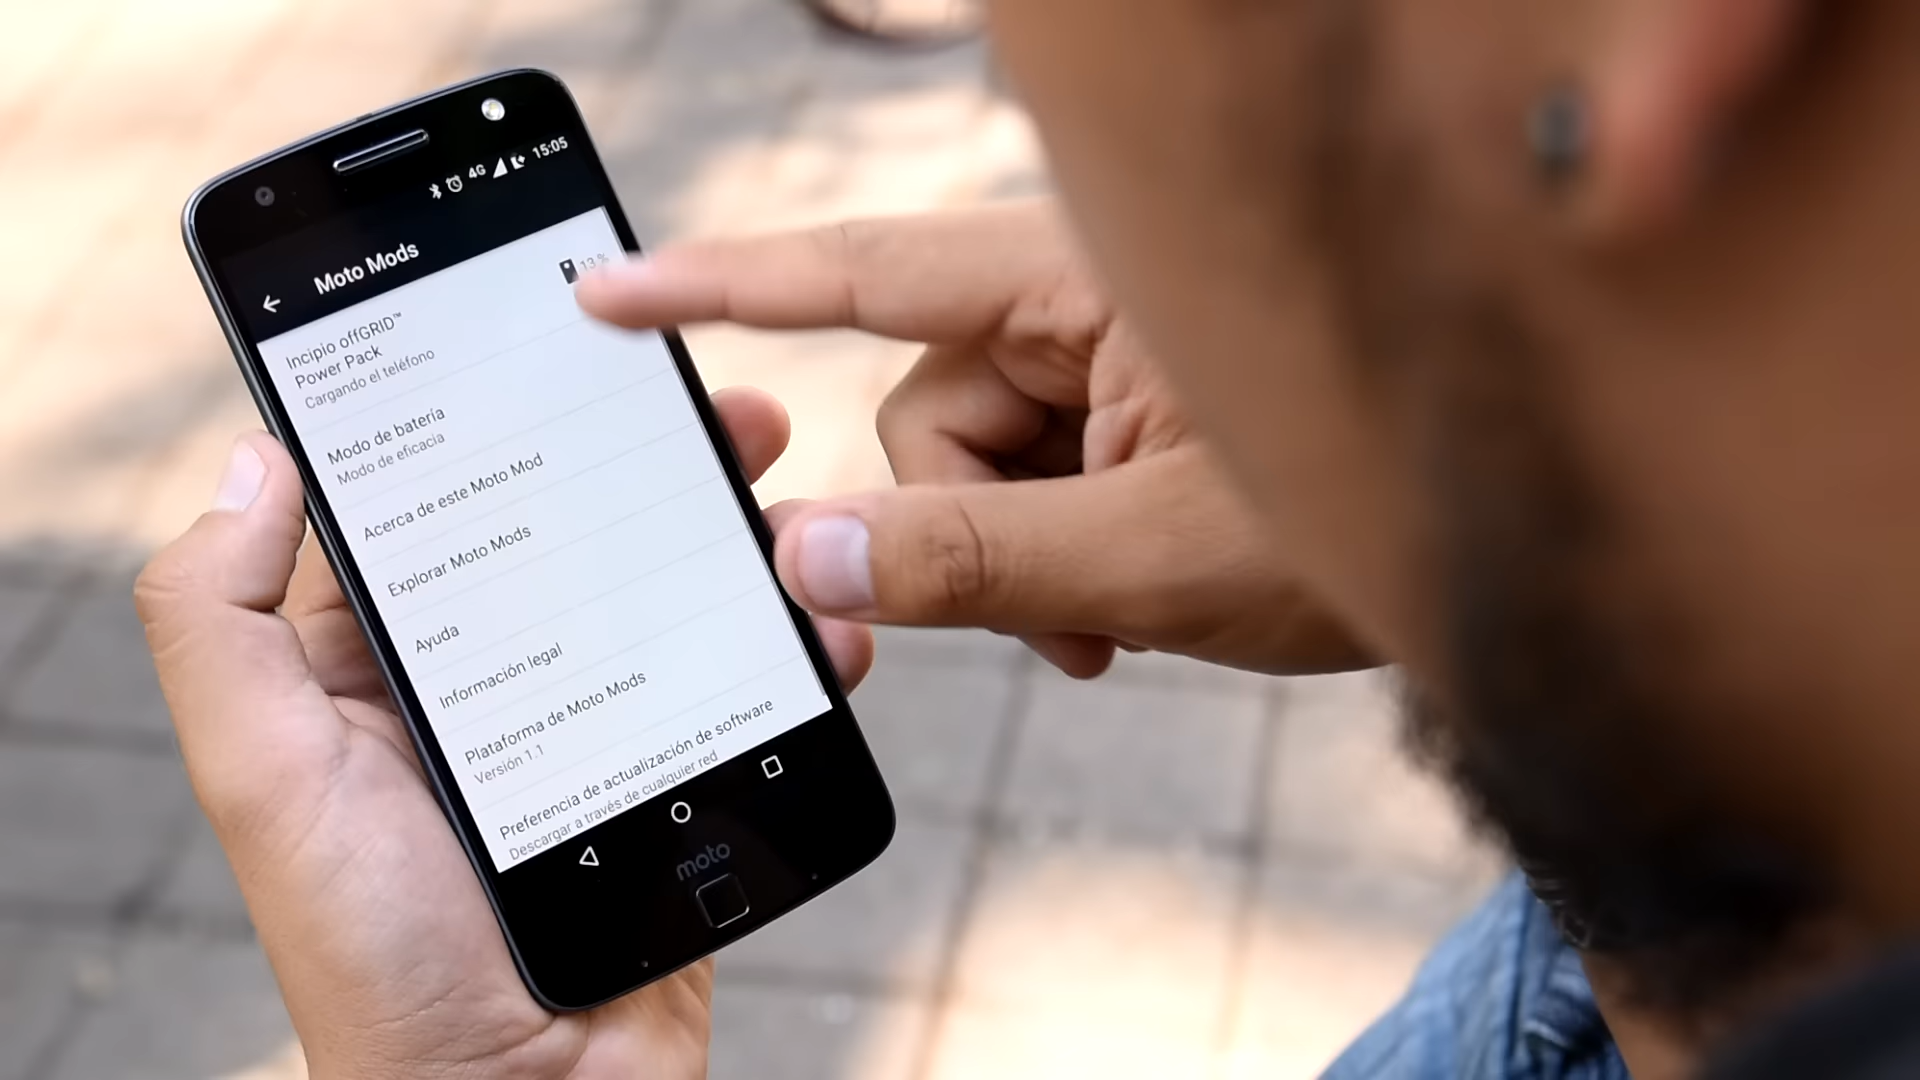 4G 15:05
Moto Mods
13 %
Incipio offGRID™
Power Pack
Cargando el teléfono
Modo de batería
Modo de eficacia
Acerca de este Moto Mod
Explorar Moto Mods
Ayuda
Información legal
Plataforma de Moto Mods
Versión 1.1
Preferencia de actualización de software
Descargar a través de cualquier red
moto